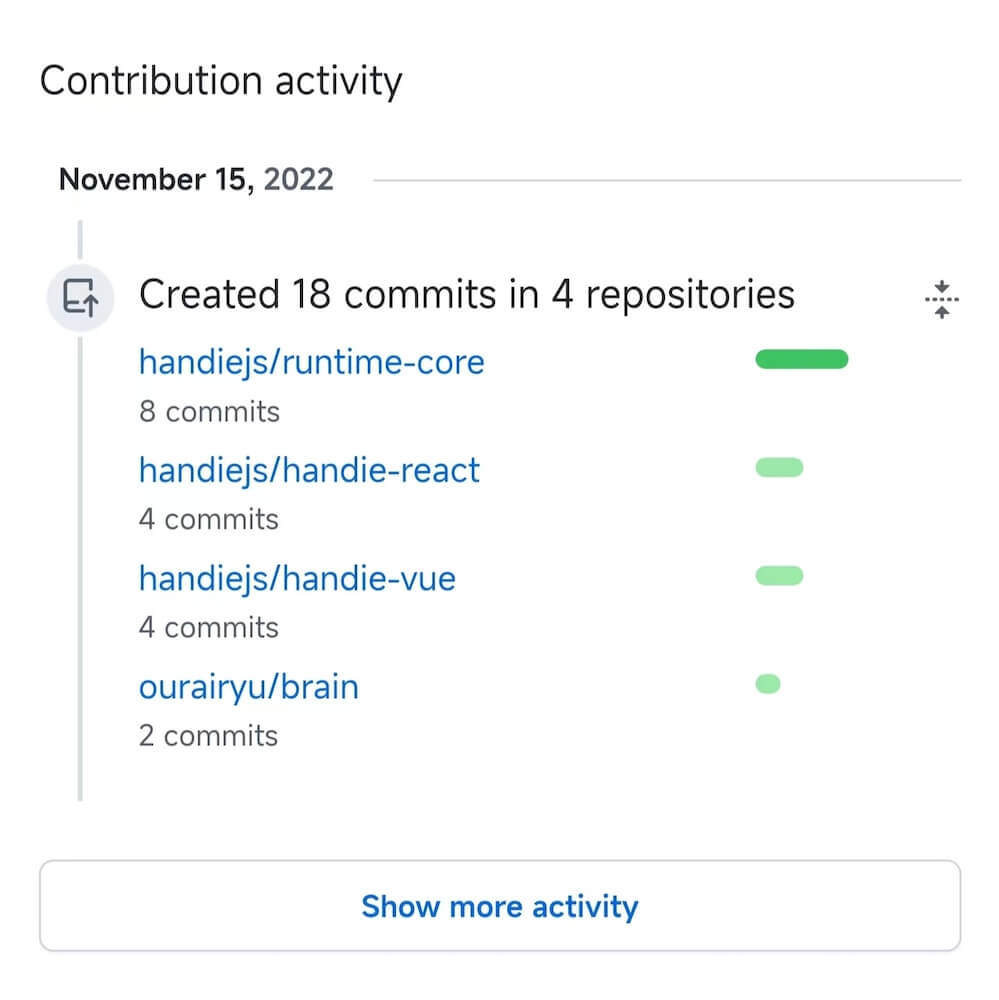 Contribution activity
November 15, 2022
Created 18 commits in 4 repositories
handiejs/runtime-core
8 commits
handiejs/handie-react
4 commits
handiejs/handie-vue
4 commits
ourairyu/brain
2 commits
Show more activity